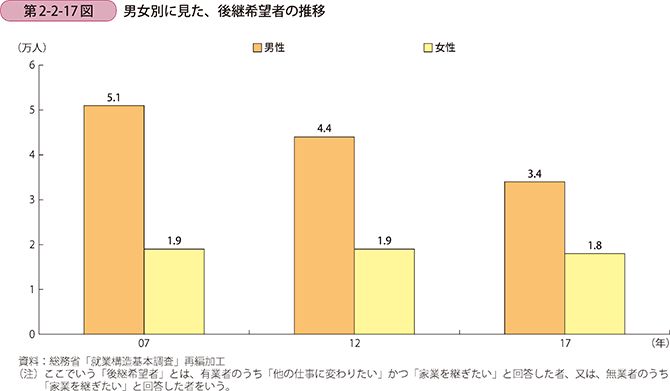 第2-2-17図 男女別に見た、後継希望者の推移
(万人)
男性 女性
6
5
4
3
2
1
0
5.1
1.9
4.4
1.9
3.4
1.8
07 12 17 (年)
資料:総務省「就業構造基本調査」再編加工
(注)ここでいう「後継希望者」とは、有業者のうち「他の仕事に変わりたい」かつ「家業を継ぎたい」と回答した者、又は、無業者のうち
「家業を継ぎたい」と回答した者をいう。